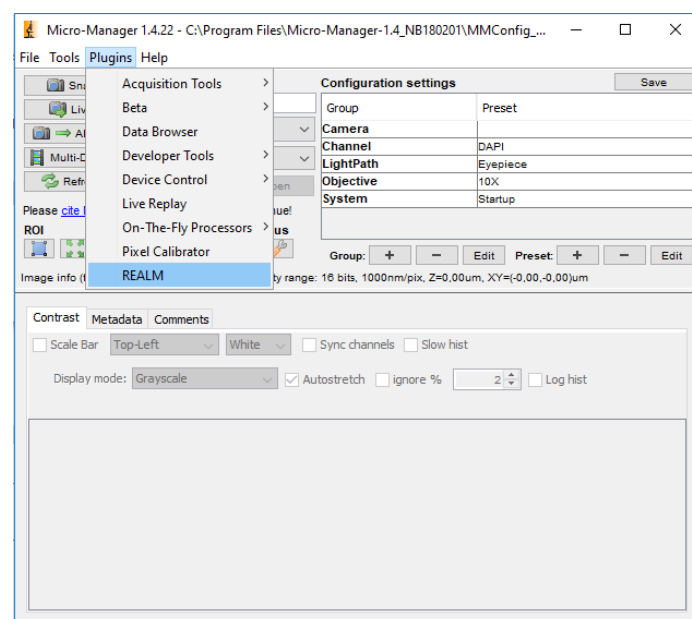 Micro-Manager 1.4.22 - C:\Program Files\Micro-Manager-1.4_NB180201\MMConfig_...
File Tools Plugins Help
Acquisition Tools
Beta
Data Browser
Developer Tools
Device Control
Live Replay
On-The-Fly Processors
Pixel Calibrator
REALM
Please cite
ROI
Image info
Configuration settings Save
Group Preset
Camera
Channel DAPI
LightPath Eyepiece
Objective 10X
System Startup
Group: + − Edit Preset: + − Edit
range: 16 bits, 1000nm/pix, Z=0,00um, XY=(-0,00,-0,00)um
Contrast Metadata Comments
Scale Bar Top-Left White Sync channels Slow hist
Display mode: Grayscale Autostretch ignore % 2 Log hist